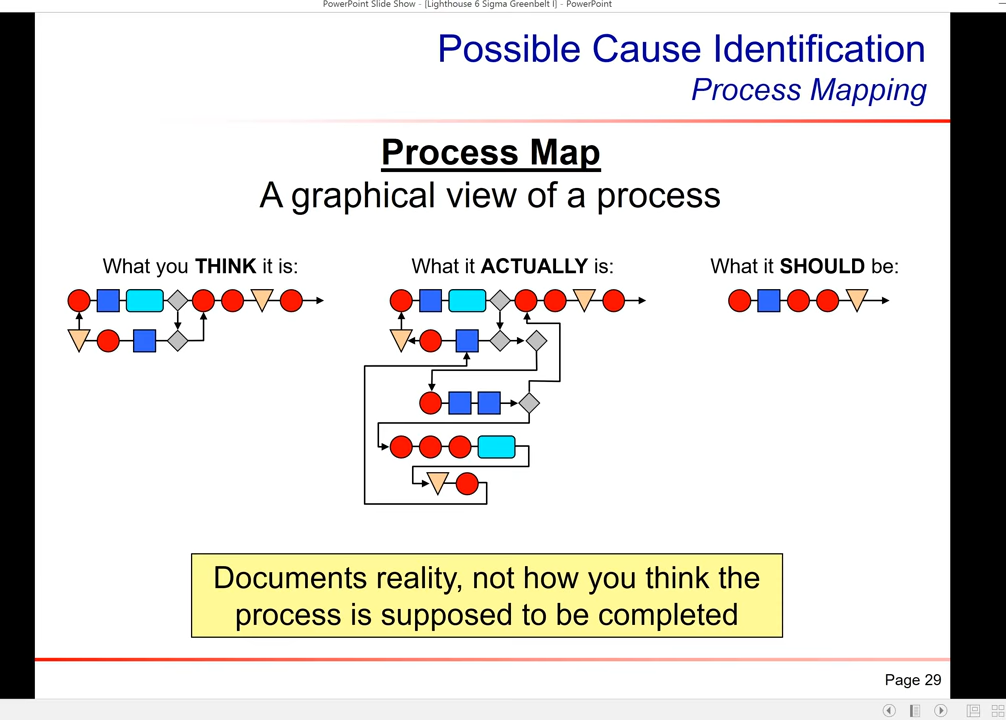 PowerPoint Slide Show - [Lighthouse 6 Sigma Greenbelt I] - PowerPoint
Possible Cause Identification
Process Mapping
Process Map
A graphical view of a process
What you THINK it is:
What it ACTUALLY is:
What it SHOULD be:
Documents reality, not how you think the
process is supposed to be completed
Page 29